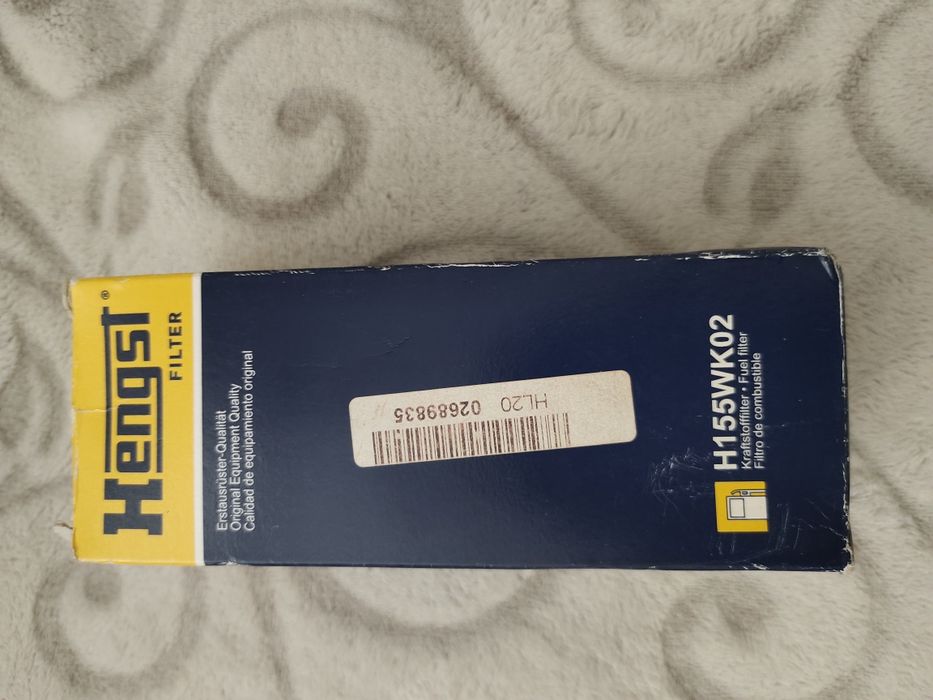 Hengst®
FILTER
Erstausrüster-Qualität
Original Equipment Quality
Calidad de equipamiento original
HL20 02689835
H155WK02
Kraftstofffilter • Fuel filter
Filtro de combustible